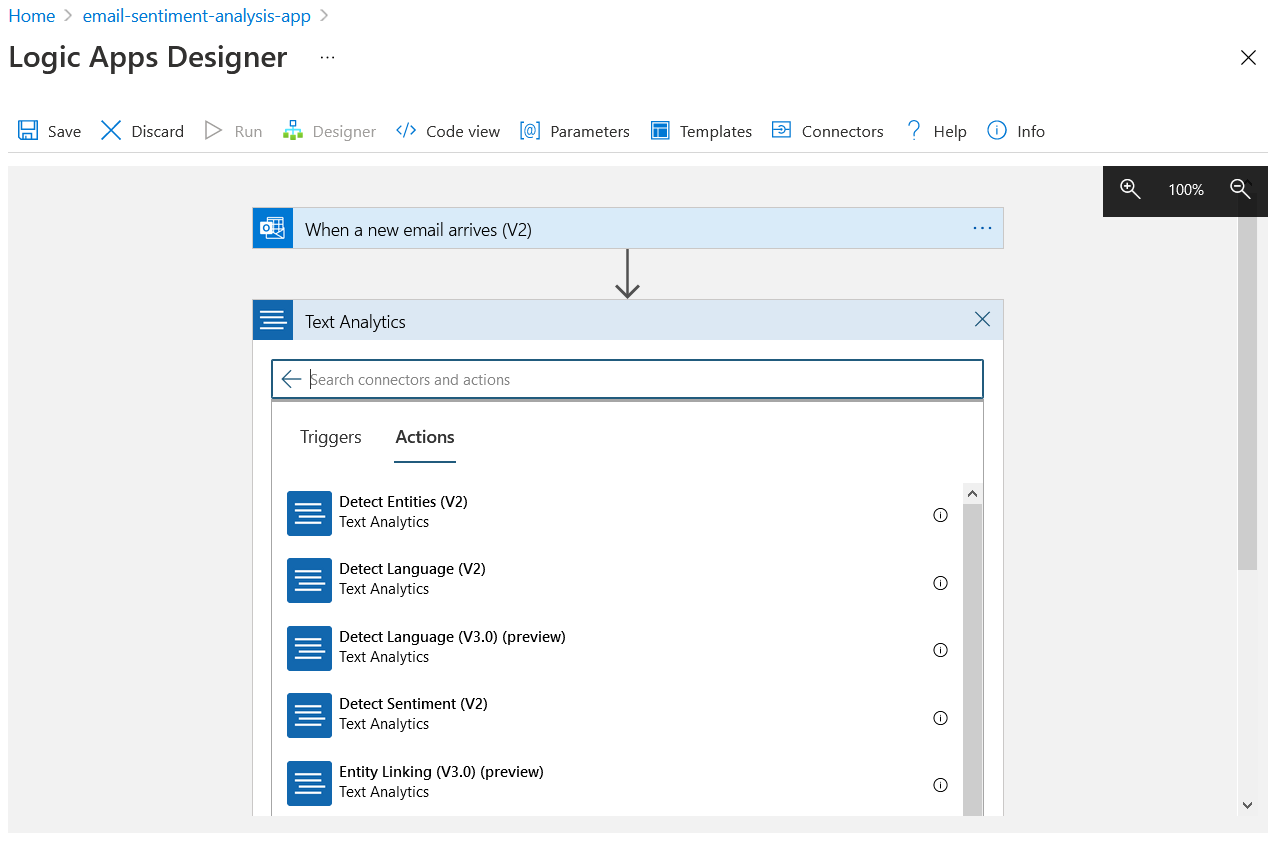 Home > email-sentiment-analysis-app >
Logic Apps Designer ...
Save Discard Run Designer Code view Parameters Templates Connectors Help Info
100%
When a new email arrives (V2)
Text Analytics
Search connectors and actions
Triggers Actions
Detect Entities (V2)
Text Analytics
Detect Language (V2)
Text Analytics
Detect Language (V3.0) (preview)
Text Analytics
Detect Sentiment (V2)
Text Analytics
Entity Linking (V3.0) (preview)
Text Analytics